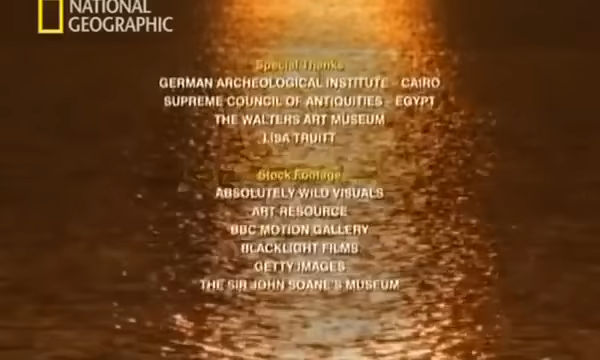 NATIONAL
GEOGRAPHIC
Special Thanks
GERMAN ARCHEOLOGICAL INSTITUTE - CAIRO
SUPREME COUNCIL OF ANTIQUITIES - EGYPT
THE WALTERS ART MUSEUM
LISA TRUITT
Stock Footage
ABSOLUTELY WILD VISUALS
ART RESOURCE
BBC MOTION GALLERY
BLACKLIGHT FILMS
GETTY IMAGES
THE SIR JOHN SOANE'S MUSEUM